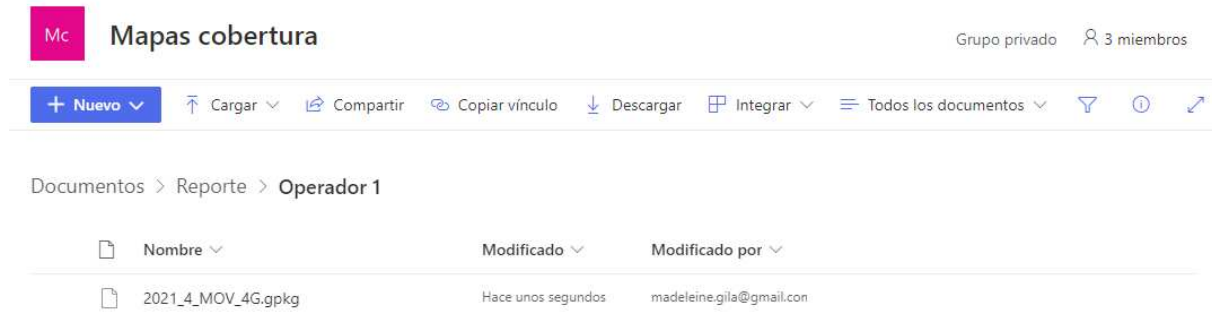 Mc Mapas cobertura Grupo privado 3 miembros
+ Nuevo Cargar Compartir Copiar vínculo Descargar Integrar Todos los documentos
Documentos > Reporte > Operador 1
Nombre Modificado Modificado por
2021_4_MOV_4G.gpkg Hace unos segundos madeleine.gila@gmail.con